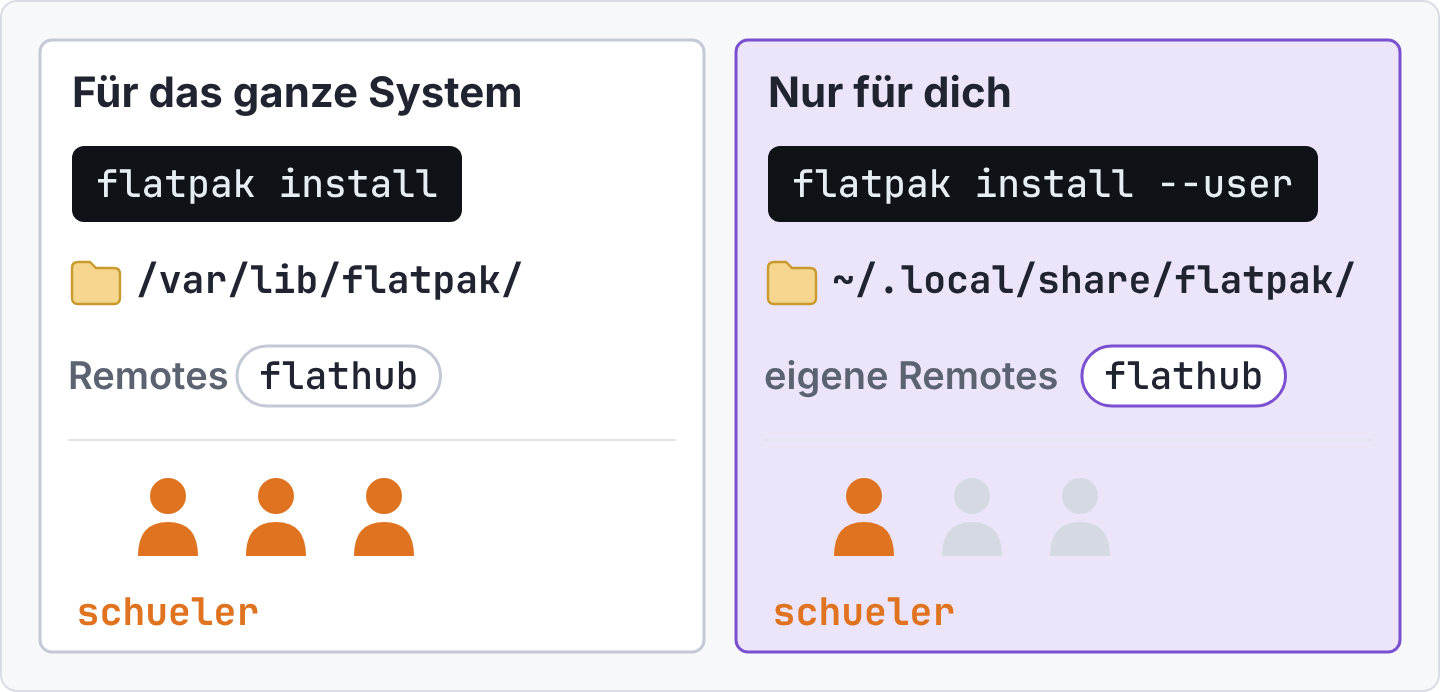 Für das ganze System
flatpak install
/var/lib/flatpak/
Remotes flathub
schueler
Nur für dich
flatpak install --user
~/.local/share/flatpak/
eigene Remotes flathub
schueler